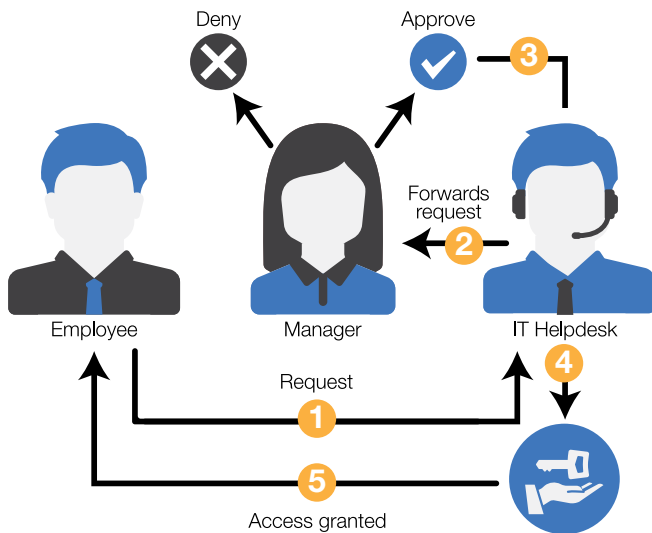 Deny
Approve
3
Forwards
request
2
Employee
Manager
IT Helpdesk
4
Request
1
5
Access granted